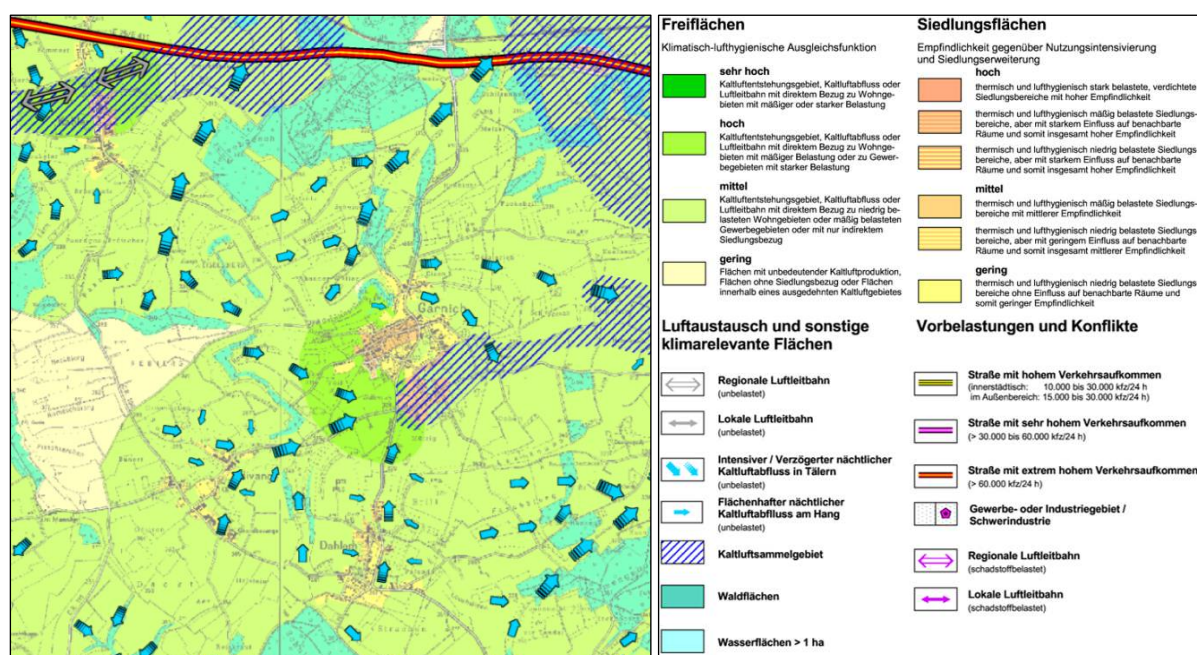 Garnich
Dahlem
Freiflächen
Klimatisch-lufthygienische Ausgleichsfunktion
sehr hoch
Kaltluftentstehungsgebiet, Kaltluftabfluss oder
Luftleitbahn mit direktem Bezug zu Wohnge-
bieten mit mäßiger oder starker Belastung
hoch
Kaltluftentstehungsgebiet, Kaltluftabfluss oder
Luftleitbahn mit direktem Bezug zu Wohnge-
bieten mit mäßiger Belastung oder zu Gewer-
begebieten mit starker Belastung
mittel
Kaltluftentstehungsgebiet, Kaltluftabfluss oder
Luftleitbahn mit direktem Bezug zu niedrig be-
lasteten Wohngebieten oder mäßig belasteten
Gewerbegebieten oder mit nur indirektem
Siedlungsbezug
gering
Flächen mit unbedeutender Kaltluftproduktion,
Flächen ohne Siedlungsbezug oder Flächen
innerhalb eines ausgedehnten Kaltluftgebietes
Luftaustausch und sonstige
klimarelevante Flächen
Regionale Luftleitbahn
(unbelastet)
Lokale Luftleitbahn
(unbelastet)
Intensiver / Verzögerter nächtlicher
Kaltluftabfluss in Tälern
(unbelastet)
Flächenhafter nächtlicher
Kaltluftabflluss am Hang
(unbelastet)
Kaltluftsammelgebiet
Waldflächen
Wasserflächen > 1 ha
Siedlungsflächen
Empfindlichkeit gegenüber Nutzungsintensivierung
und Siedlungserweiterung
hoch
thermisch und lufthygienisch stark belastete, verdichtete
Siedlungsbereiche mit hoher Empfindlichkeit
thermisch und lufthygienisch mäßig belastete Siedlungs-
bereiche, aber mit starkem Einfluss auf benachbarte
Räume und somit insgesamt hoher Empfindlichkeit
thermisch und lufthygienisch niedrig belastete Siedlungs-
bereiche, aber mit starkem Einfluss auf benachbarte
Räume und somit insgesamt hoher Empfindlichkeit
mittel
thermisch und lufthygienisch mäßig belastete Siedlungs-
bereiche mit mittlerer Empfindlichkeit
thermisch und lufthygienisch niedrig belastete Siedlungs-
bereiche, aber mit geringem Einfluss auf benachbarte
Räume und somit insgesamt mittlerer Empfindlichkeit
gering
thermisch und lufthygienisch niedrig belastete Siedlungs-
bereiche ohne Einfluss auf benachbarte Räume und
somit geringer Empfindlichkeit
Vorbelastungen und Konflikte
Straße mit hohem Verkehrsaufkommen
(innerstädtisch: 10.000 bis 30.000 kfz/24 h
im Außenbereich: 15.000 bis 30.000 kfz/24 h)
Straße mit sehr hohem Verkehrsaufkommen
(> 30.000 bis 60.000 kfz/24 h)
Straße mit extrem hohem Verkehrsaufkommen
(> 60.000 kfz/24 h)
Gewerbe- oder Industriegebiet /
Schwerindustrie
Regionale Luftleitbahn
(schadstoffbelastet)
Lokale Luftleitbahn
(schadstoffbelastet)